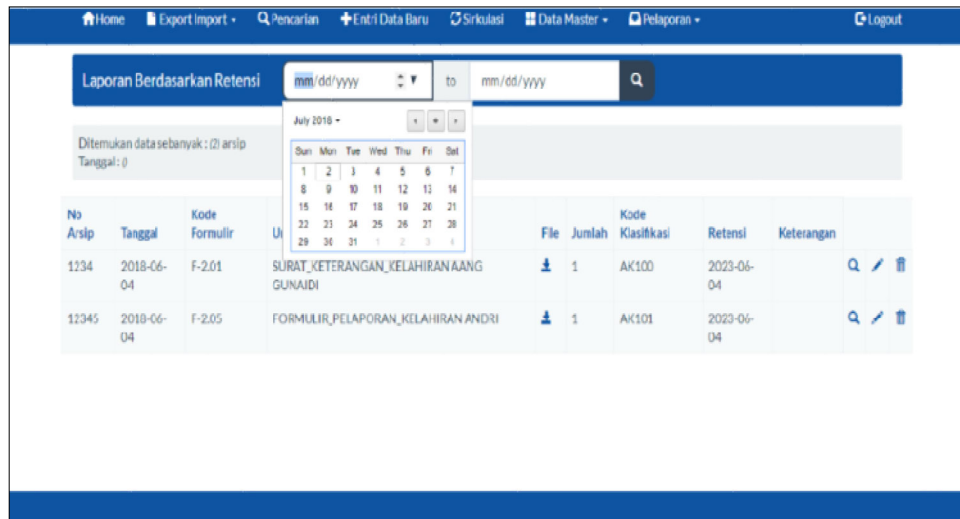 Home Export Import Pencarian Entri Data Baru Sirkulasi Data Master Pelaporan Logout
Laporan Berdasarkan Retensi mm/dd/yyyy to mm/dd/yyyy
July 2018
Ditemukan data sebanyak : (2) arsip
Tanggal : ()
Sun Mon Tue Wed Thu Fri Sat
1 2 3 4 5 6 7
8 9 10 11 12 13 14
15 16 17 18 19 20 21
22 23 24 25 26 27 28
29 30 31 1 2 3 4
No Arsip Tanggal Kode Formulir File Jumlah Kode Klasifikasi Retensi Keterangan
1234 2018-06-04 F-2.01 SURAT_KETERANGAN_KELAHIRAN AANG GUNAIDI 1 AK100 2023-06-04
12345 2018-06-04 F-2.05 FORMULIR_PELAPORAN_KELAHIRAN ANDRI 1 AK101 2023-06-04